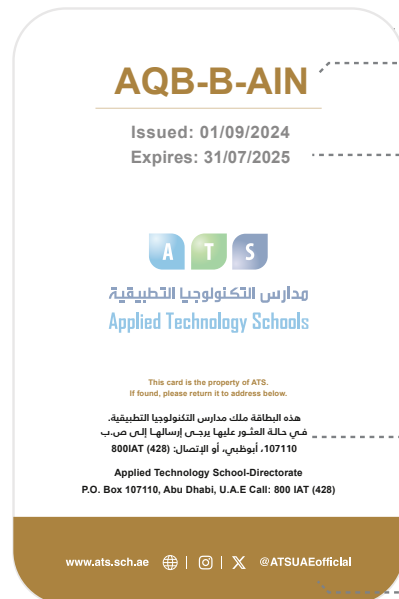 AQB-B-AIN
Issued: 01/09/2024
Expires: 31/07/2025
A T S
مدارس التكنولوجيا التطبيقية
Applied Technology Schools
This card is the property of ATS.
If found, please return it to address below.
هذه البطاقة ملك مدارس التكنولوجيا التطبيقية.
في حالة العثور عليها يرجى إرسالها إلى ص.ب
107110، أبوظبي، أو الإتصال: 800IAT (428)
Applied Technology School-Directorate
P.O. Box 107110, Abu Dhabi, U.A.E Call: 800 IAT (428)
www.ats.sch.ae | | @ATSUAEofficial